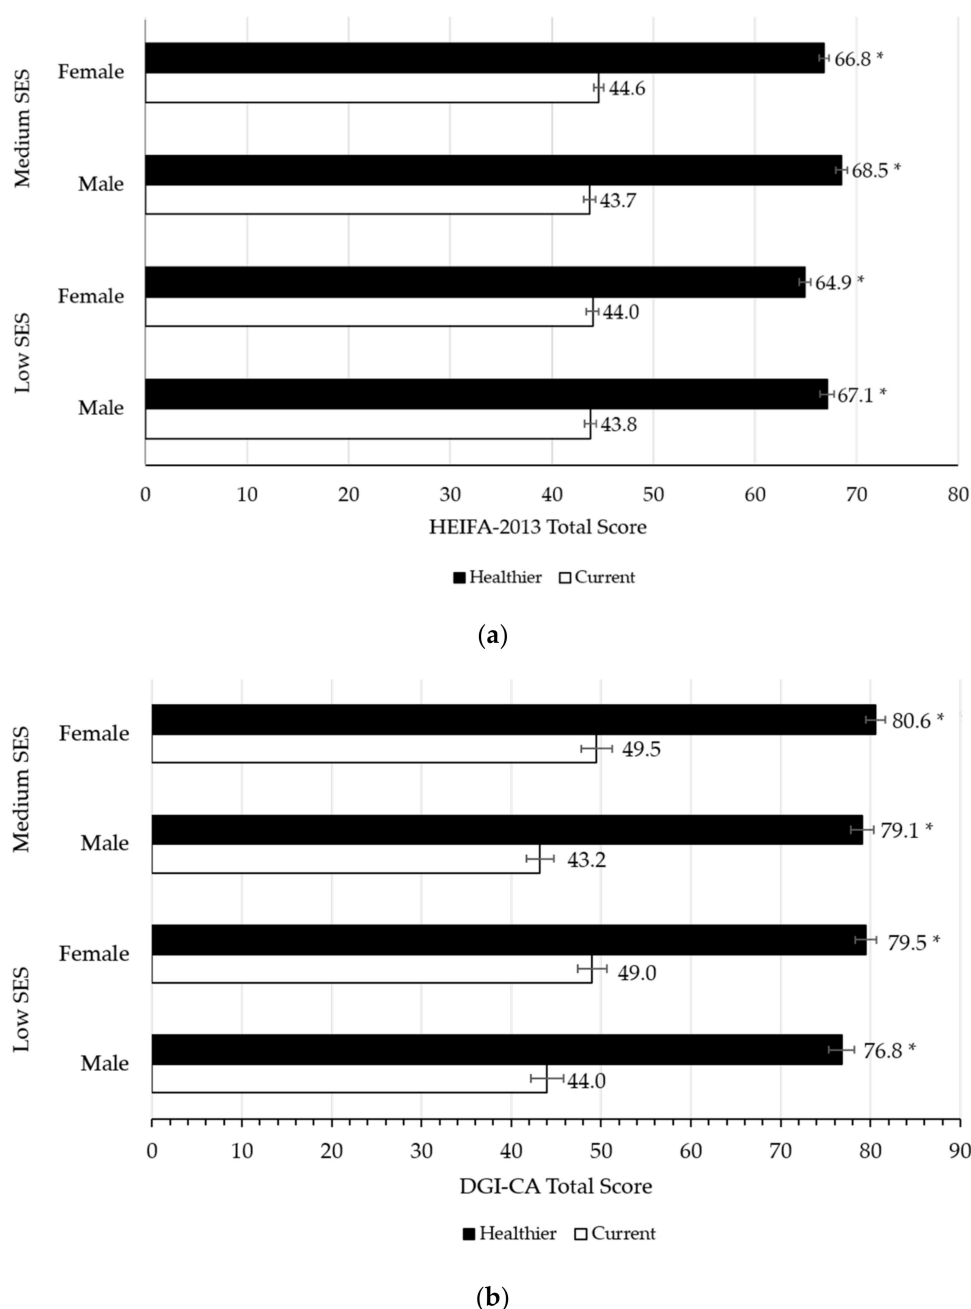 Medium SES
Female
66.8 *
44.6
Male
68.5 *
43.7
Low SES
Female
64.9 *
44.0
Male
67.1 *
43.8
0 10 20 30 40 50 60 70 80
HEIFA-2013 Total Score
Healthier Current
(a)
Medium SES
Female
80.6 *
49.5
Male
79.1 *
43.2
Low SES
Female
79.5 *
49.0
Male
76.8 *
44.0
0 10 20 30 40 50 60 70 80 90
DGI-CA Total Score
Healthier Current
(b)